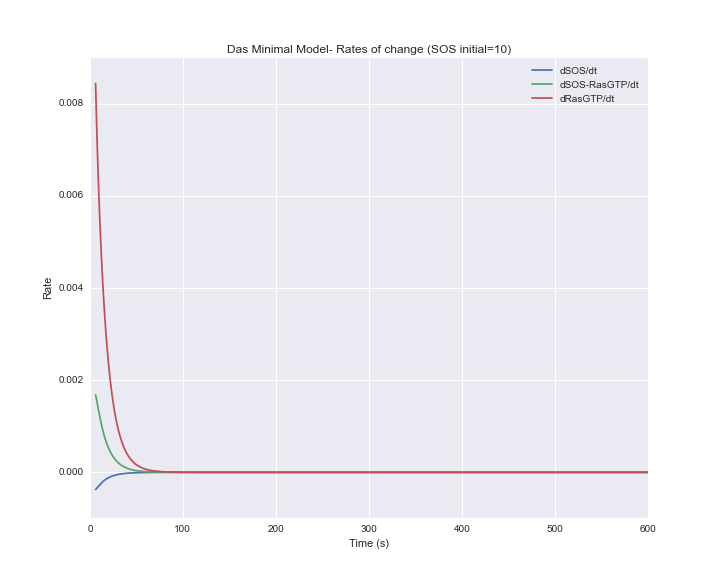 Das Minimal Model- Rates of change (SOS initial=10)
dSOS/dt
dSOS-RasGTP/dt
dRasGTP/dt
0.008
0.006
0.004
0.002
0.000
Rate
0 100 200 300 400 500 600
Time (s)